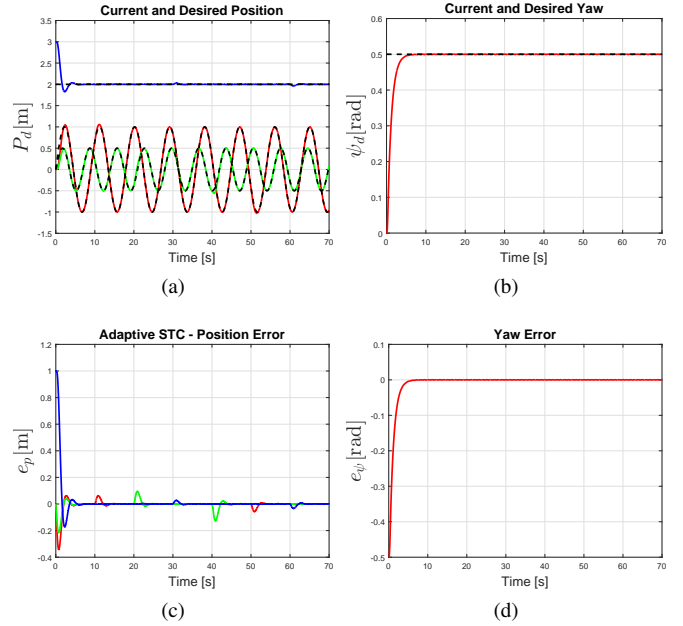 Current and Desired Position
P_d[m]
3.5
3
2.5
2
1.5
1
0.5
0
-0.5
-1
-1.5
0 10 20 30 40 50 60 70
Time [s]
(a)
Current and Desired Yaw
ψ_d[rad]
0.6
0.5
0.4
0.3
0.2
0.1
0
0 10 20 30 40 50 60 70
Time [s]
(b)
Adaptive STC - Position Error
e_p[m]
1.2
1
0.8
0.6
0.4
0.2
0
-0.2
-0.4
0 10 20 30 40 50 60 70
Time [s]
(c)
Yaw Error
e_ψ[rad]
0.1
0
-0.1
-0.2
-0.3
-0.4
-0.5
0 10 20 30 40 50 60 70
Time [s]
(d)